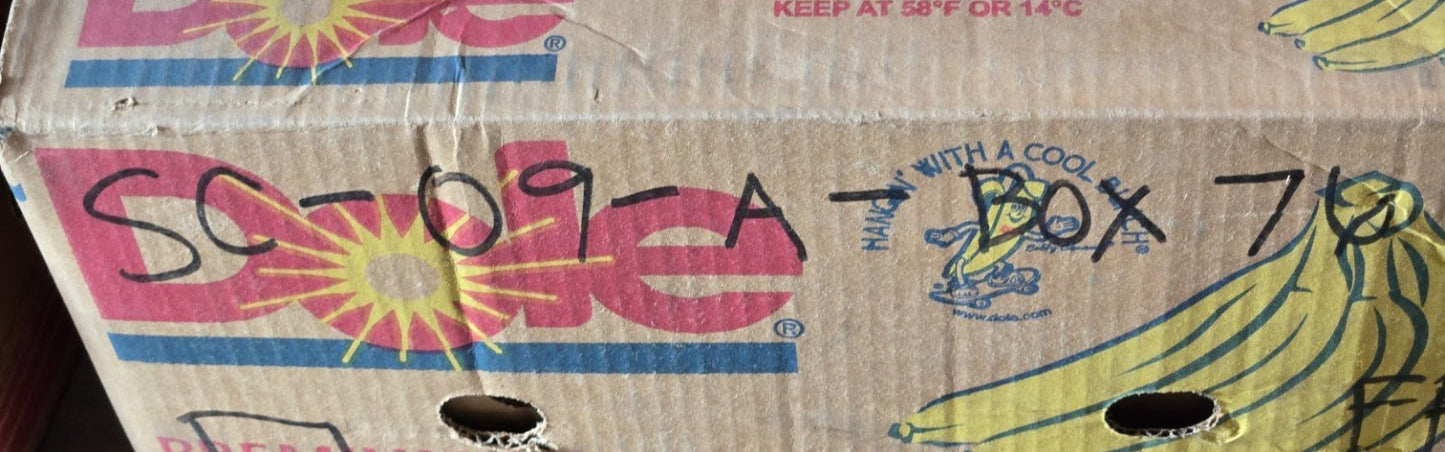 Dole®
KEEP AT 58°F OR 14°C
Dole®
SC-09-A-BOX 76
HANGIN' WITH A COOL BUNCH®
www.dole.com